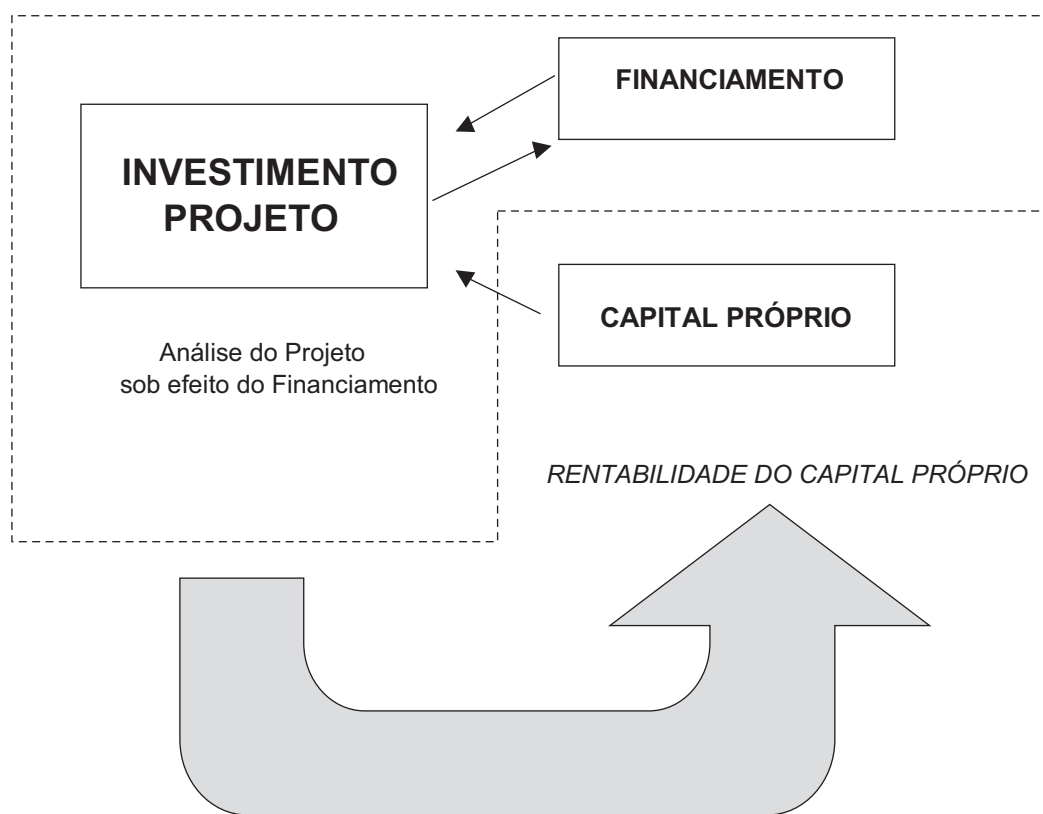 FINANCIAMENTO
INVESTIMENTO
PROJETO
CAPITAL PRÓPRIO
Análise do Projeto
sob efeito do Financiamento
RENTABILIDADE DO CAPITAL PRÓPRIO